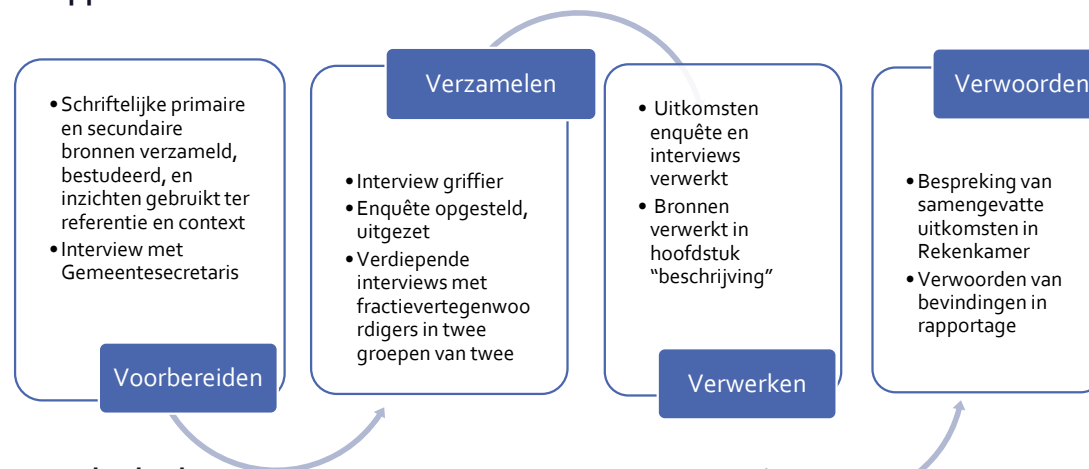 • Schriftelijke primaire
en secundaire
bronnen verzameld,
bestudeerd, en
inzichten gebruikt ter
referentie en context
• Interview met
Gemeentesecretaris
Voorbereiden
Verzamelen
• Interview griffier
• Enquête opgesteld,
uitgezet
• Verdiepende
interviews met
fractievertegenwoo
rdigers in twee
groepen van twee
• Uitkomsten
enquête en
interviews
verwerkt
• Bronnen
verwerkt in
hoofdstuk
“beschrijving”
Verwerken
Verwoorden
• Bespreking van
samengevatte
uitkomsten in
Rekenkamer
• Verwoorden van
bevindingen in
rapportage